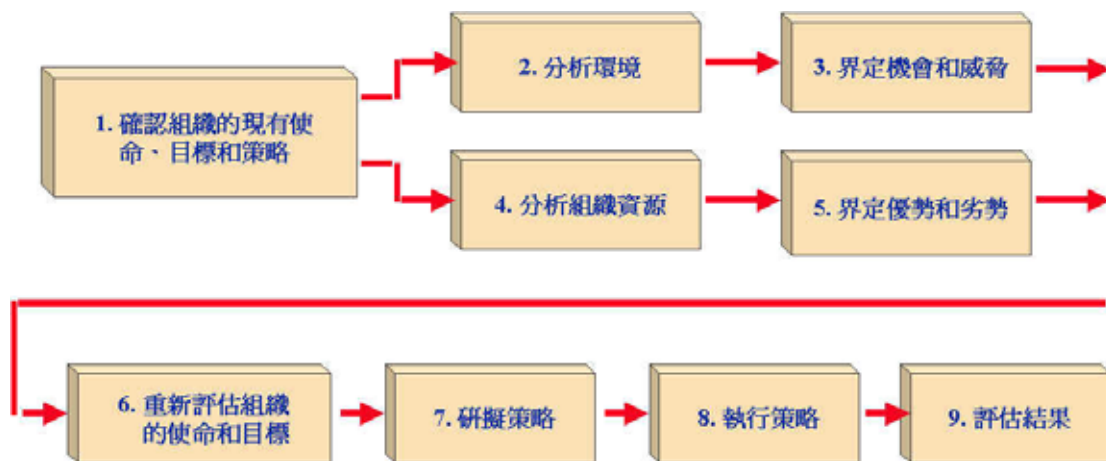 1. 確認組織的現有使
命、目標和策略
2. 分析環境
3. 界定機會和威脅
4. 分析組織資源
5. 界定優勢和劣勢
6. 重新評估組織
的使命和目標
7. 研擬策略
8. 執行策略
9. 評估結果